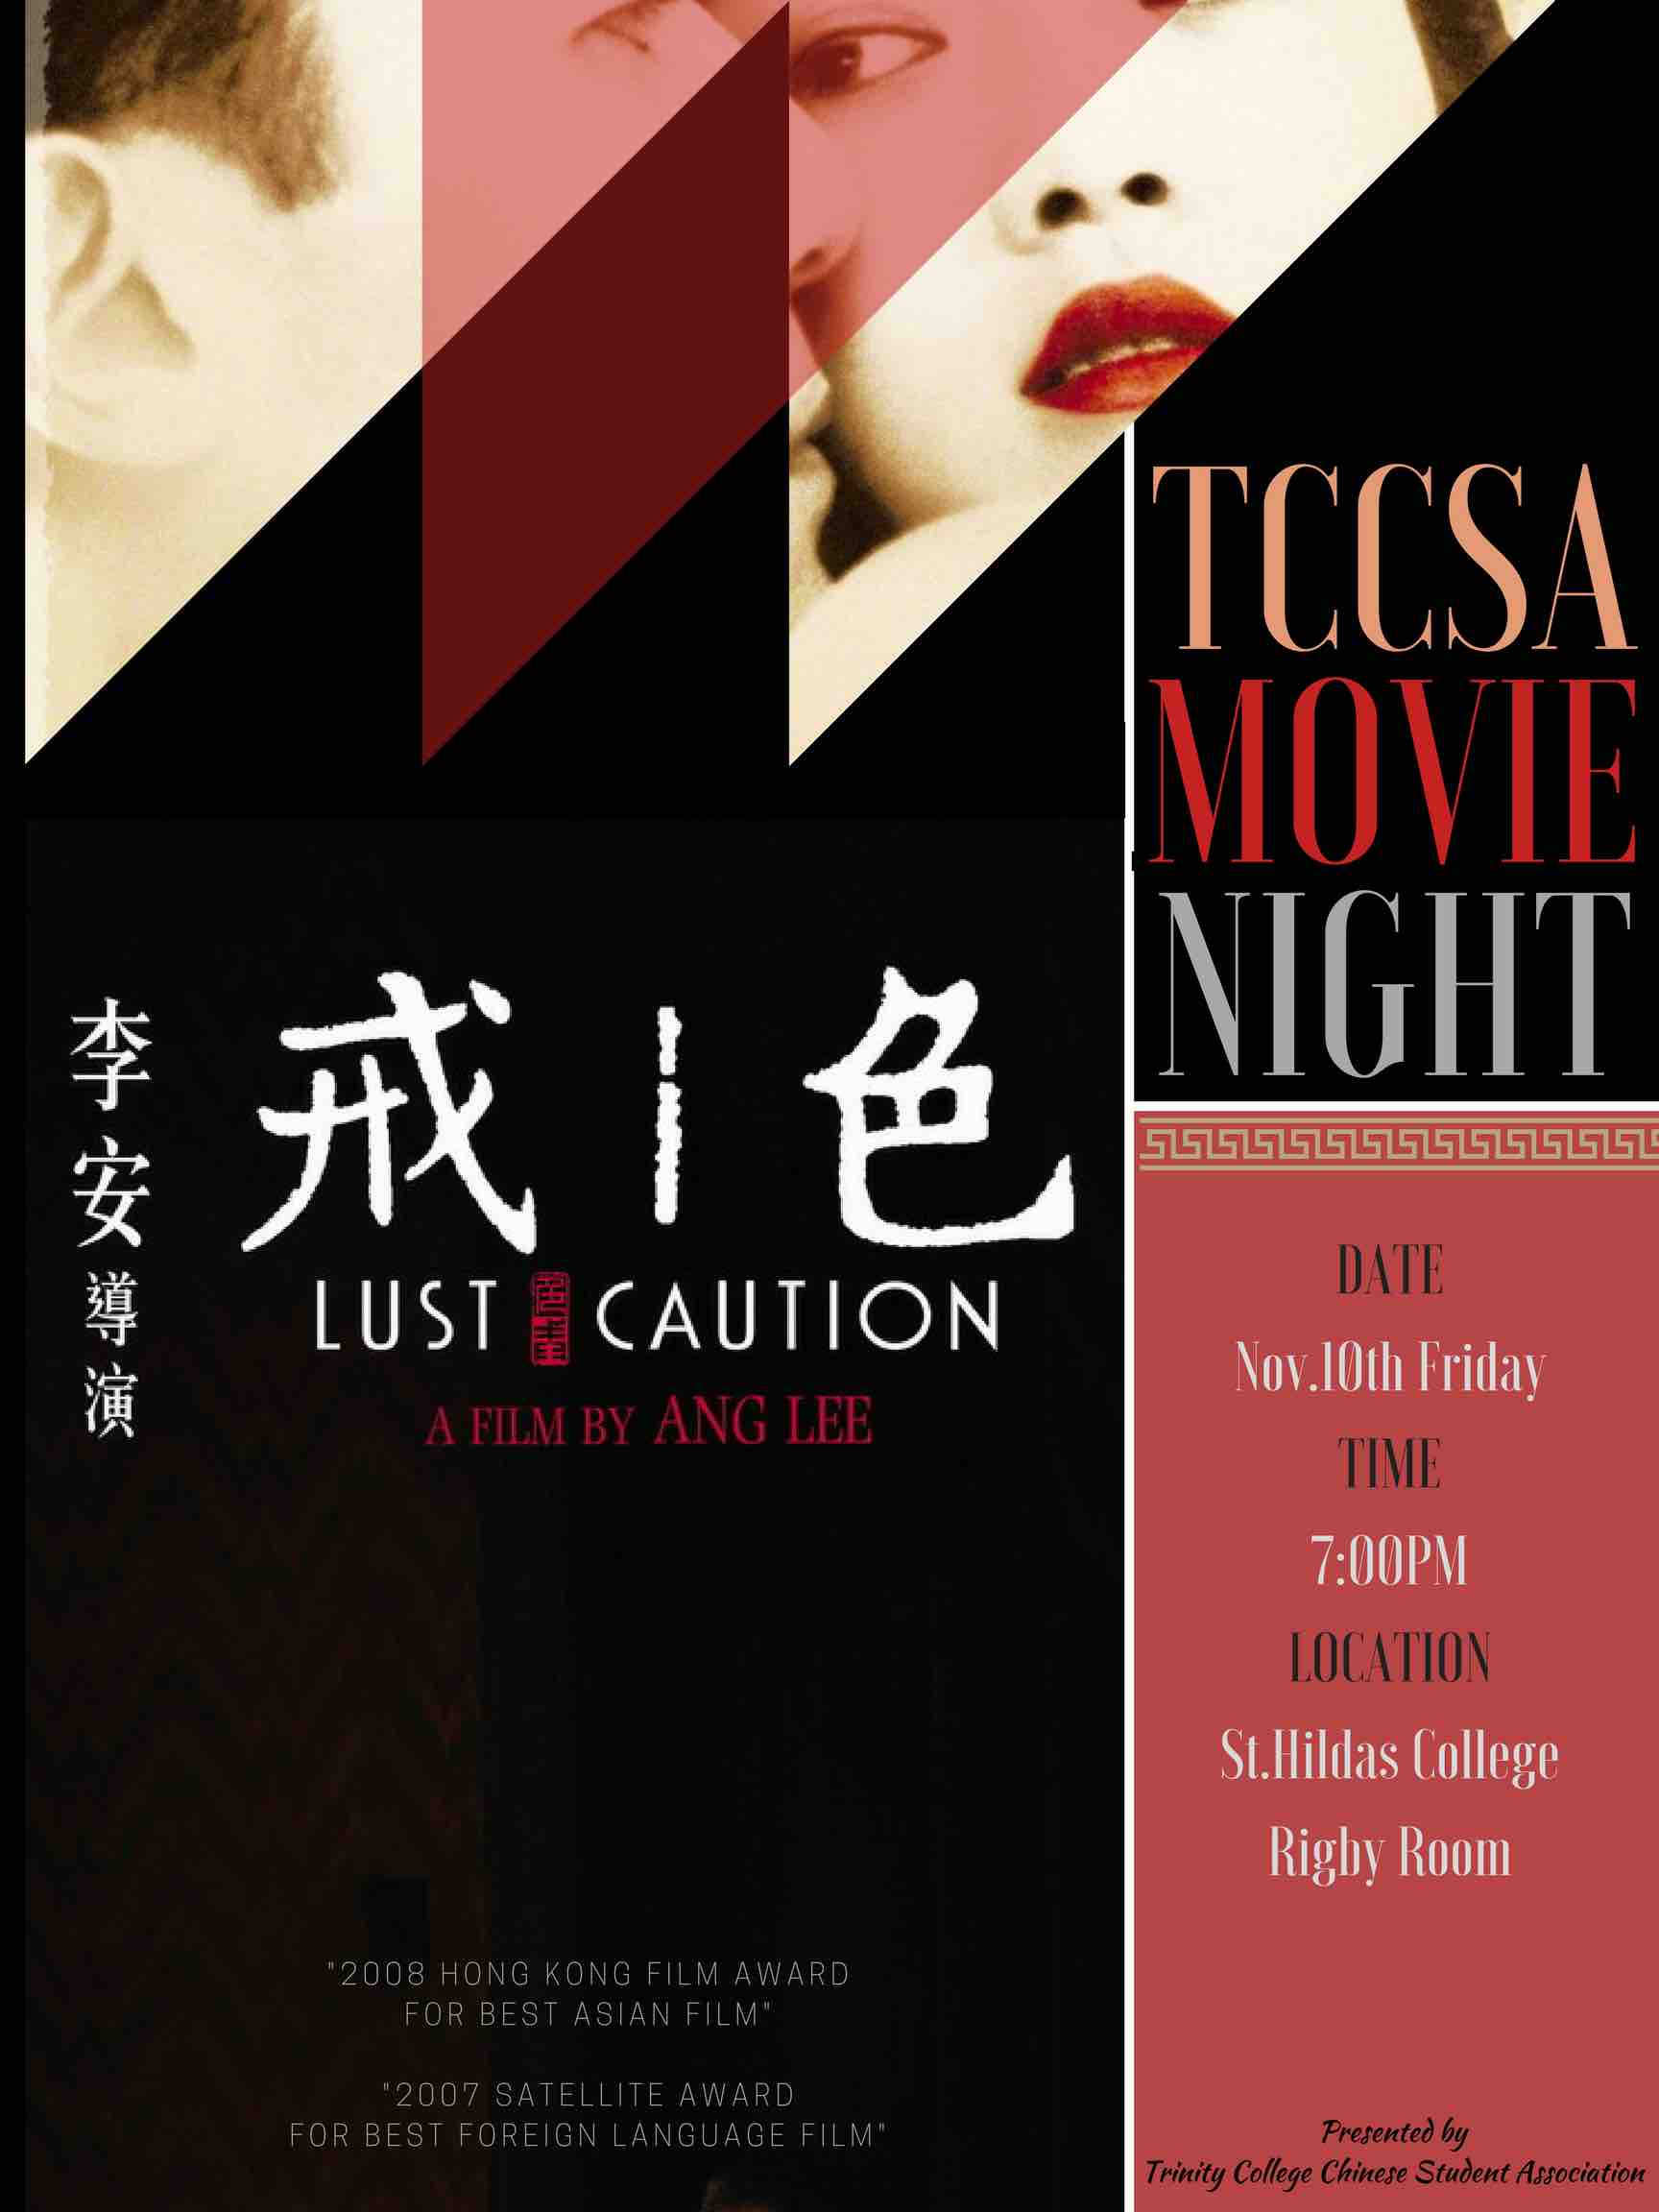 TCCSA
MOVIE
NIGHT
李安導演
戒|色
LUST CAUTION
A FILM BY ANG LEE
"2008 HONG KONG FILM AWARD
FOR BEST ASIAN FILM"
"2007 SATELLITE AWARD
FOR BEST FOREIGN LANGUAGE FILM"
DATE
Nov.10th Friday
TIME
7:00PM
LOCATION
St.Hildas College
Rigby Room
Presented by
Trinity College Chinese Student Association